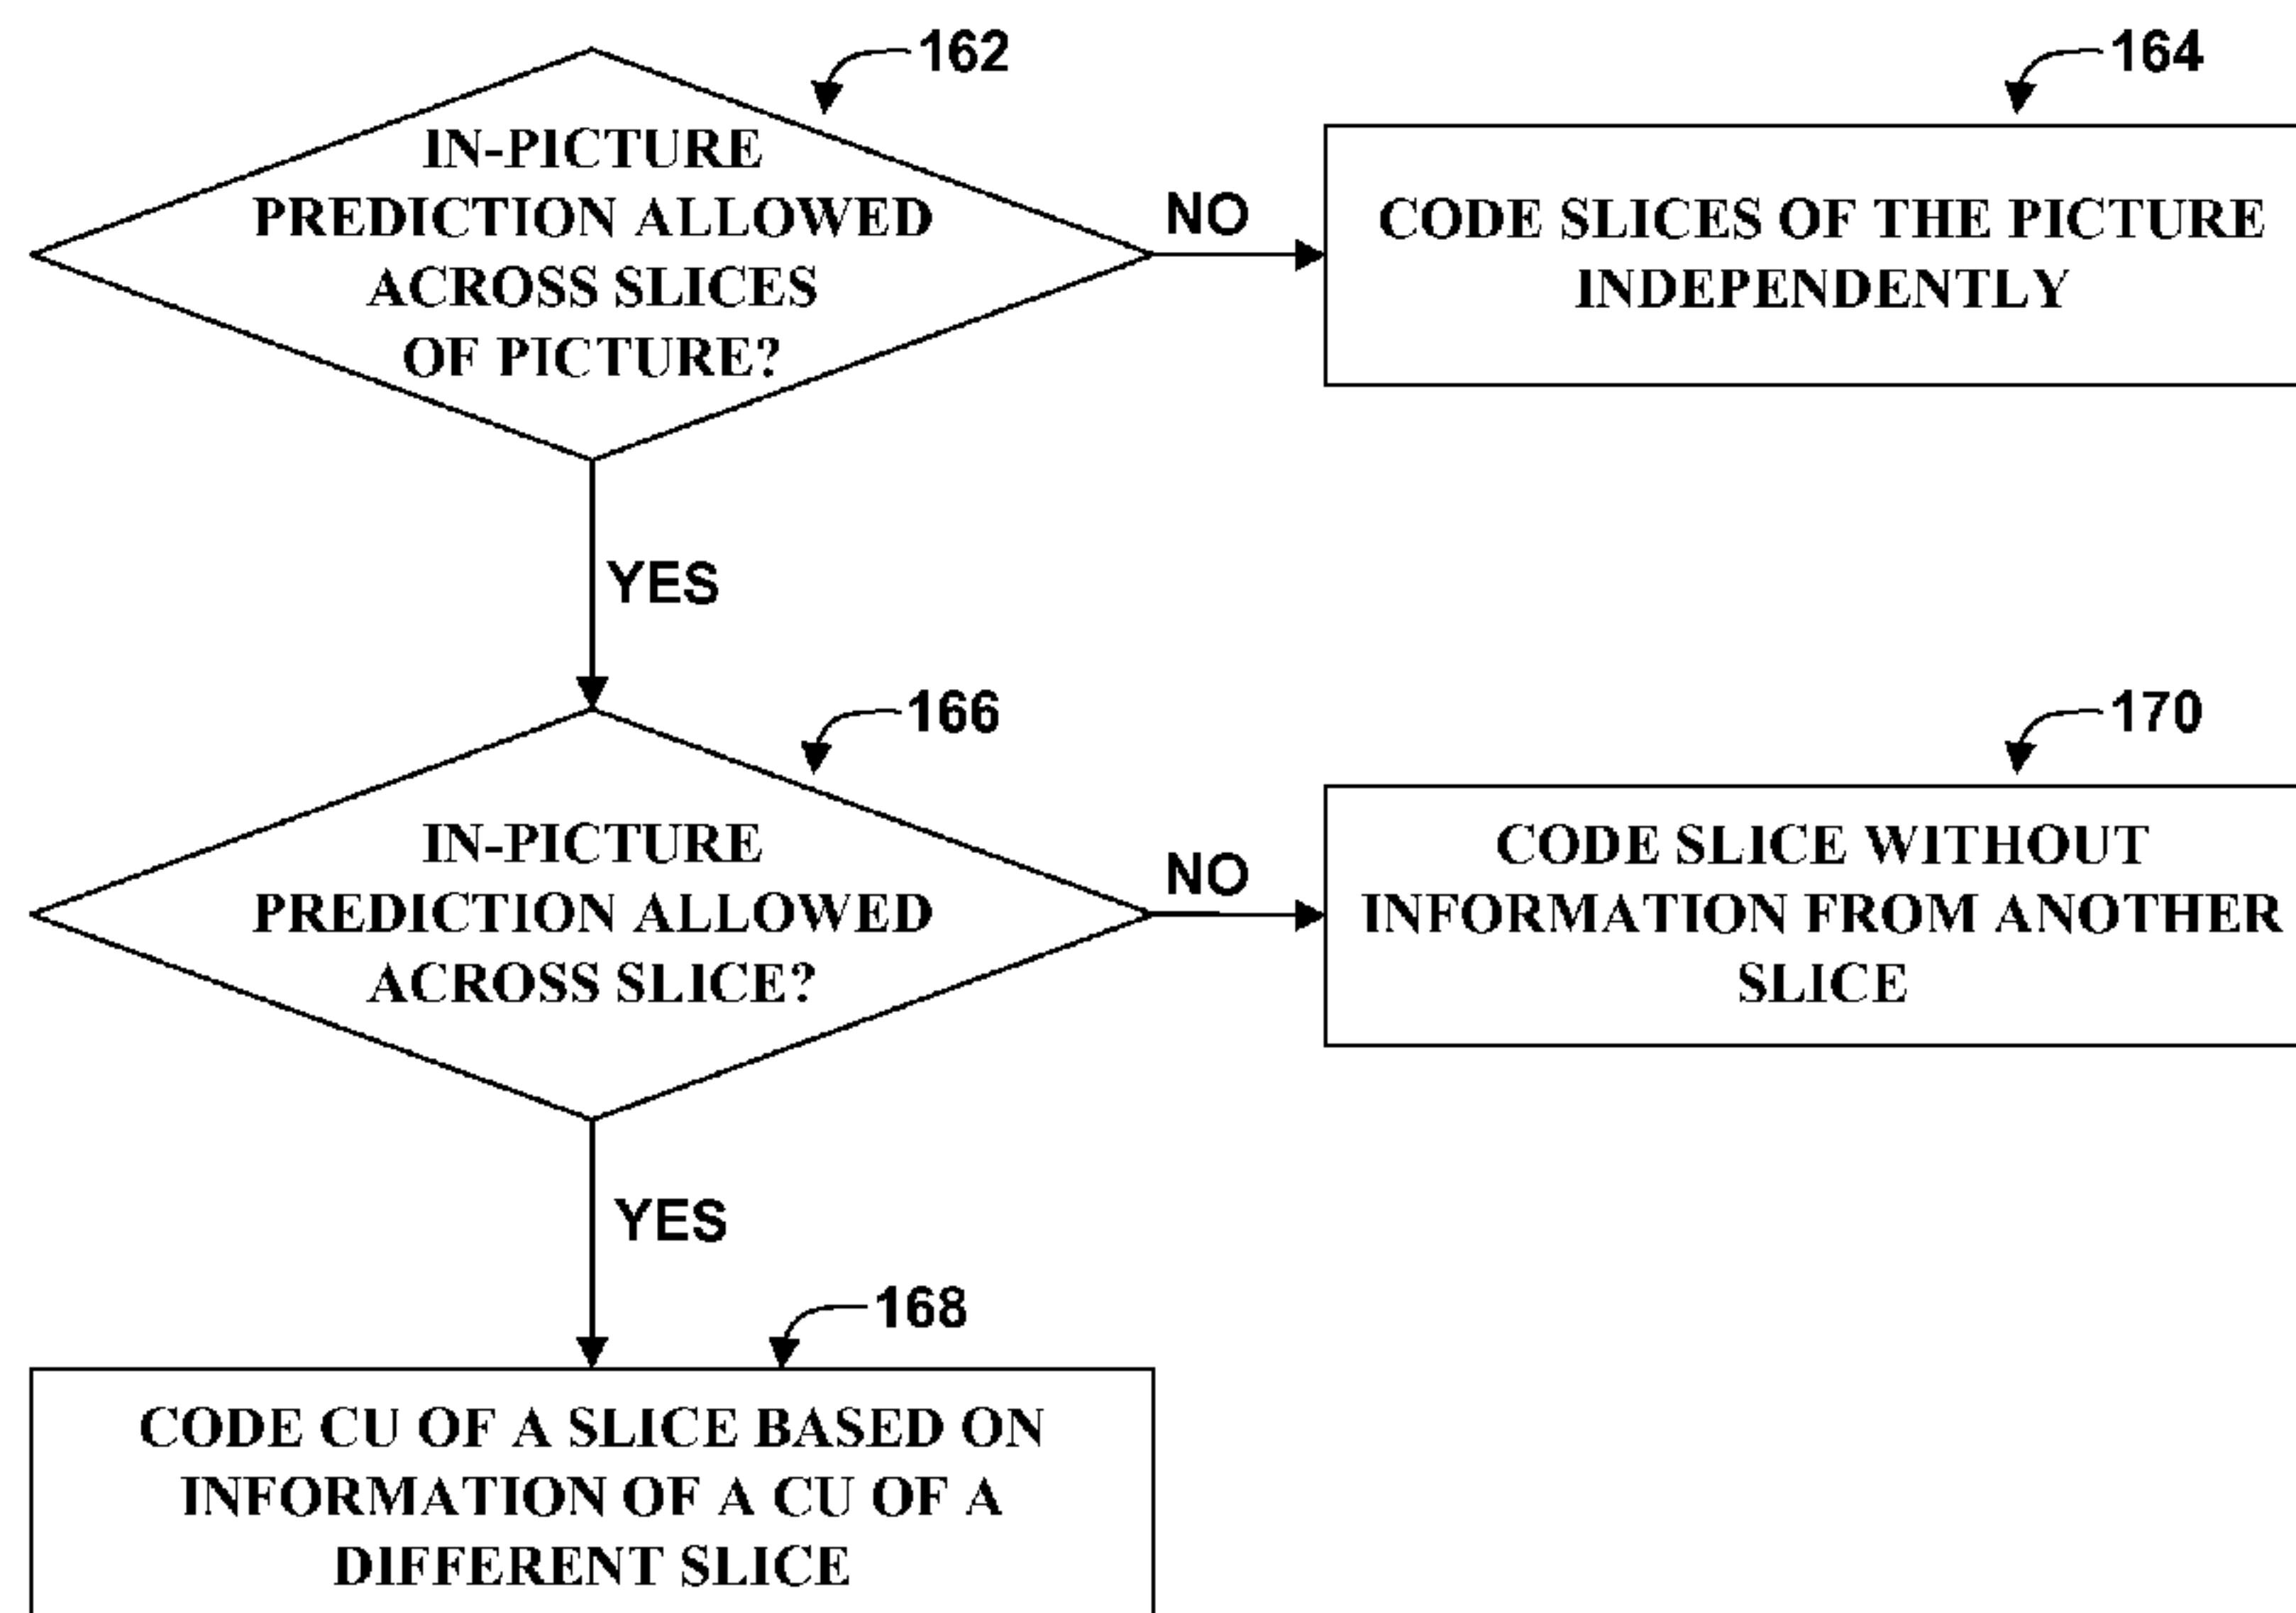 162
IN-PICTURE
PREDICTION ALLOWED
ACROSS SLICES
OF PICTURE?
NO
164
CODE SLICES OF THE PICTURE
INDEPENDENTLY
YES
166
IN-PICTURE
PREDICTION ALLOWED
ACROSS SLICE?
NO
170
CODE SLICE WITHOUT
INFORMATION FROM ANOTHER
SLICE
YES
168
CODE CU OF A SLICE BASED ON
INFORMATION OF A CU OF A
DIFFERENT SLICE